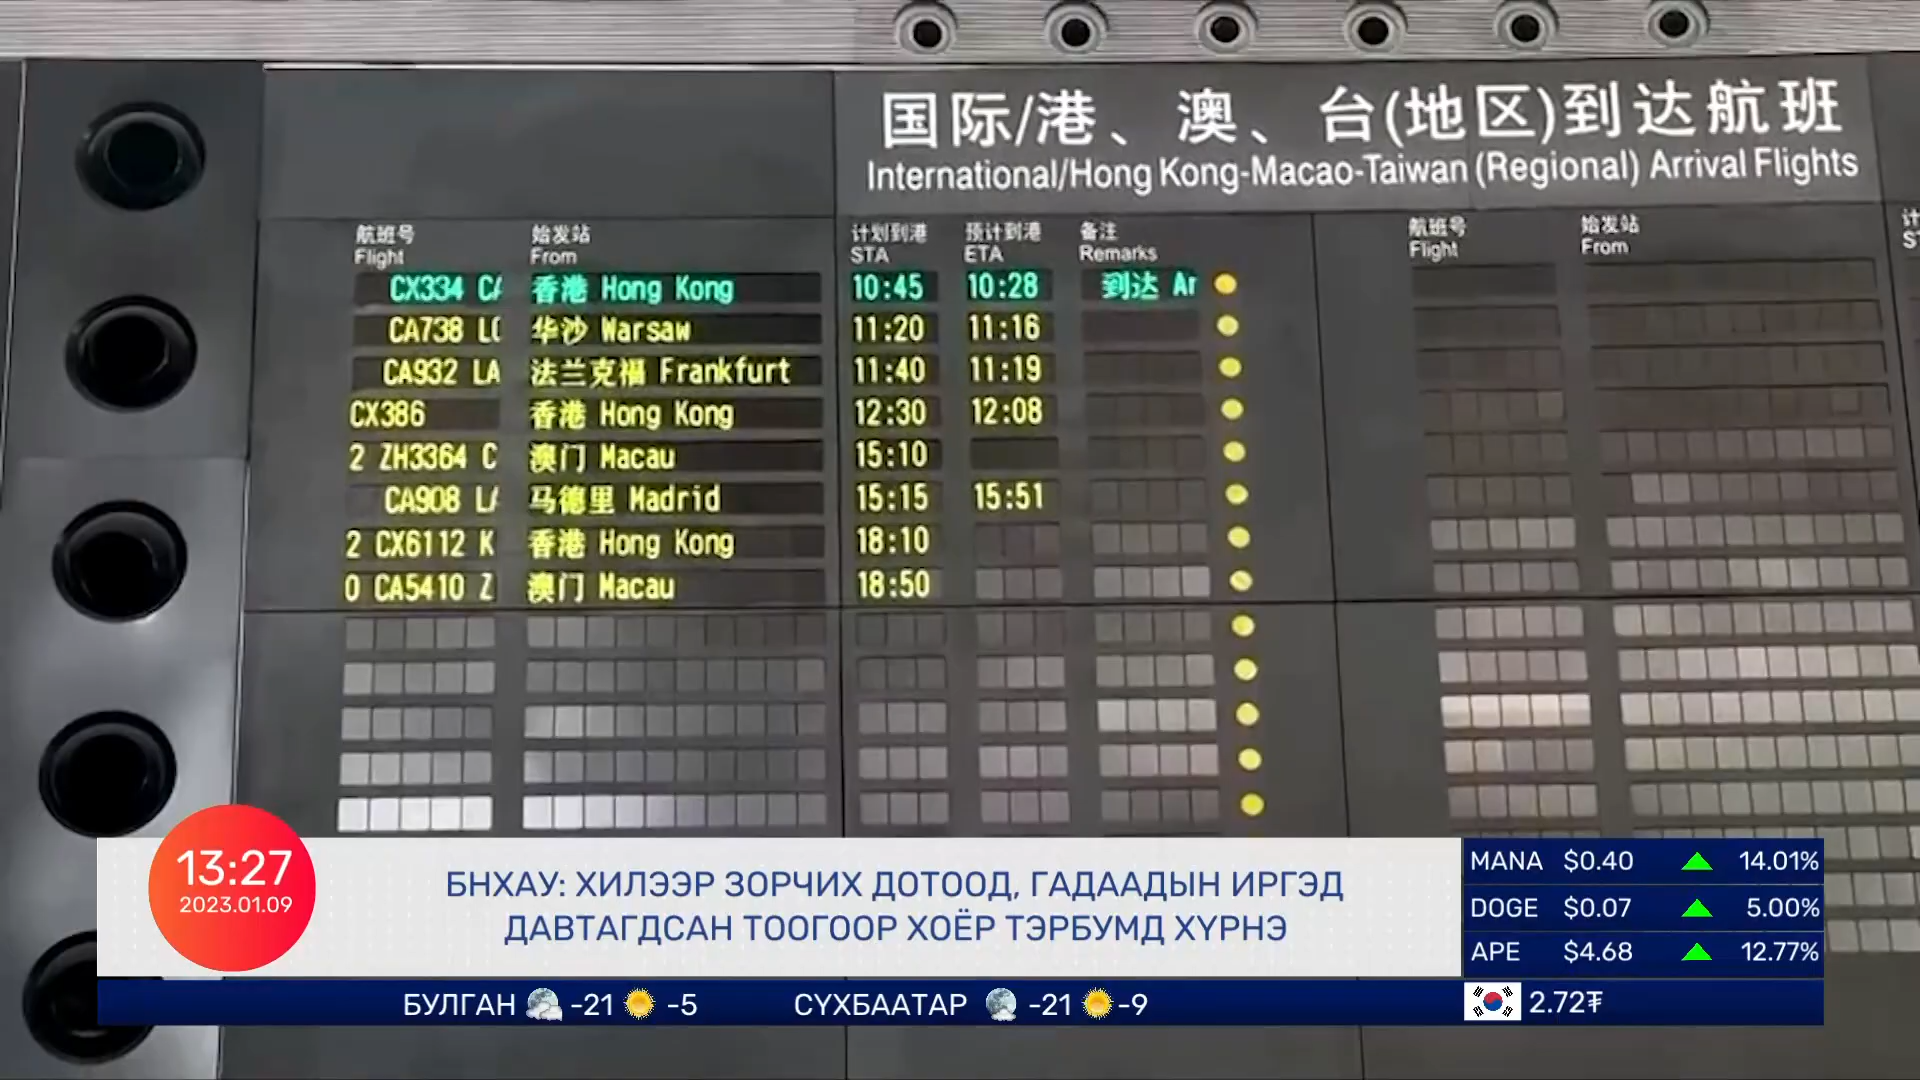 国际/港、澳、台(地区)到达航班
International/Hong Kong-Macao-Taiwan (Regional) Arrival Flights
航班号 始发站 计划到港 预计到港 备注 航班号 始发站
Flight From STA ETA Remarks Flight From
CX334 香港 Hong Kong 10:45 10:28 到达
CA738 华沙 Warsaw 11:20 11:16
CA932 LA 法兰克福 Frankfurt 11:40 11:19
CX386 香港 Hong Kong 12:30 12:08
2 ZH3364 C 澳门 Macau 15:10
CA908 马德里 Madrid 15:15 15:51
2 CX6112 K 香港 Hong Kong 18:10
0 CA5410 Z 澳门 Macau 18:50
13:27
2023.01.09
БНХАУ: ХИЛЭЭР ЗОРЧИХ ДОТООД, ГАДААДЫН ИРГЭД
ДАВТАГДСАН ТООГООР ХОЁР ТЭРБУМД ХҮРНЭ
MANA $0.40 14.01%
DOGE $0.07 5.00%
APE $4.68 12.77%
БУЛГАН -21 -5 СҮХБААТАР -21 -9
2.72₮